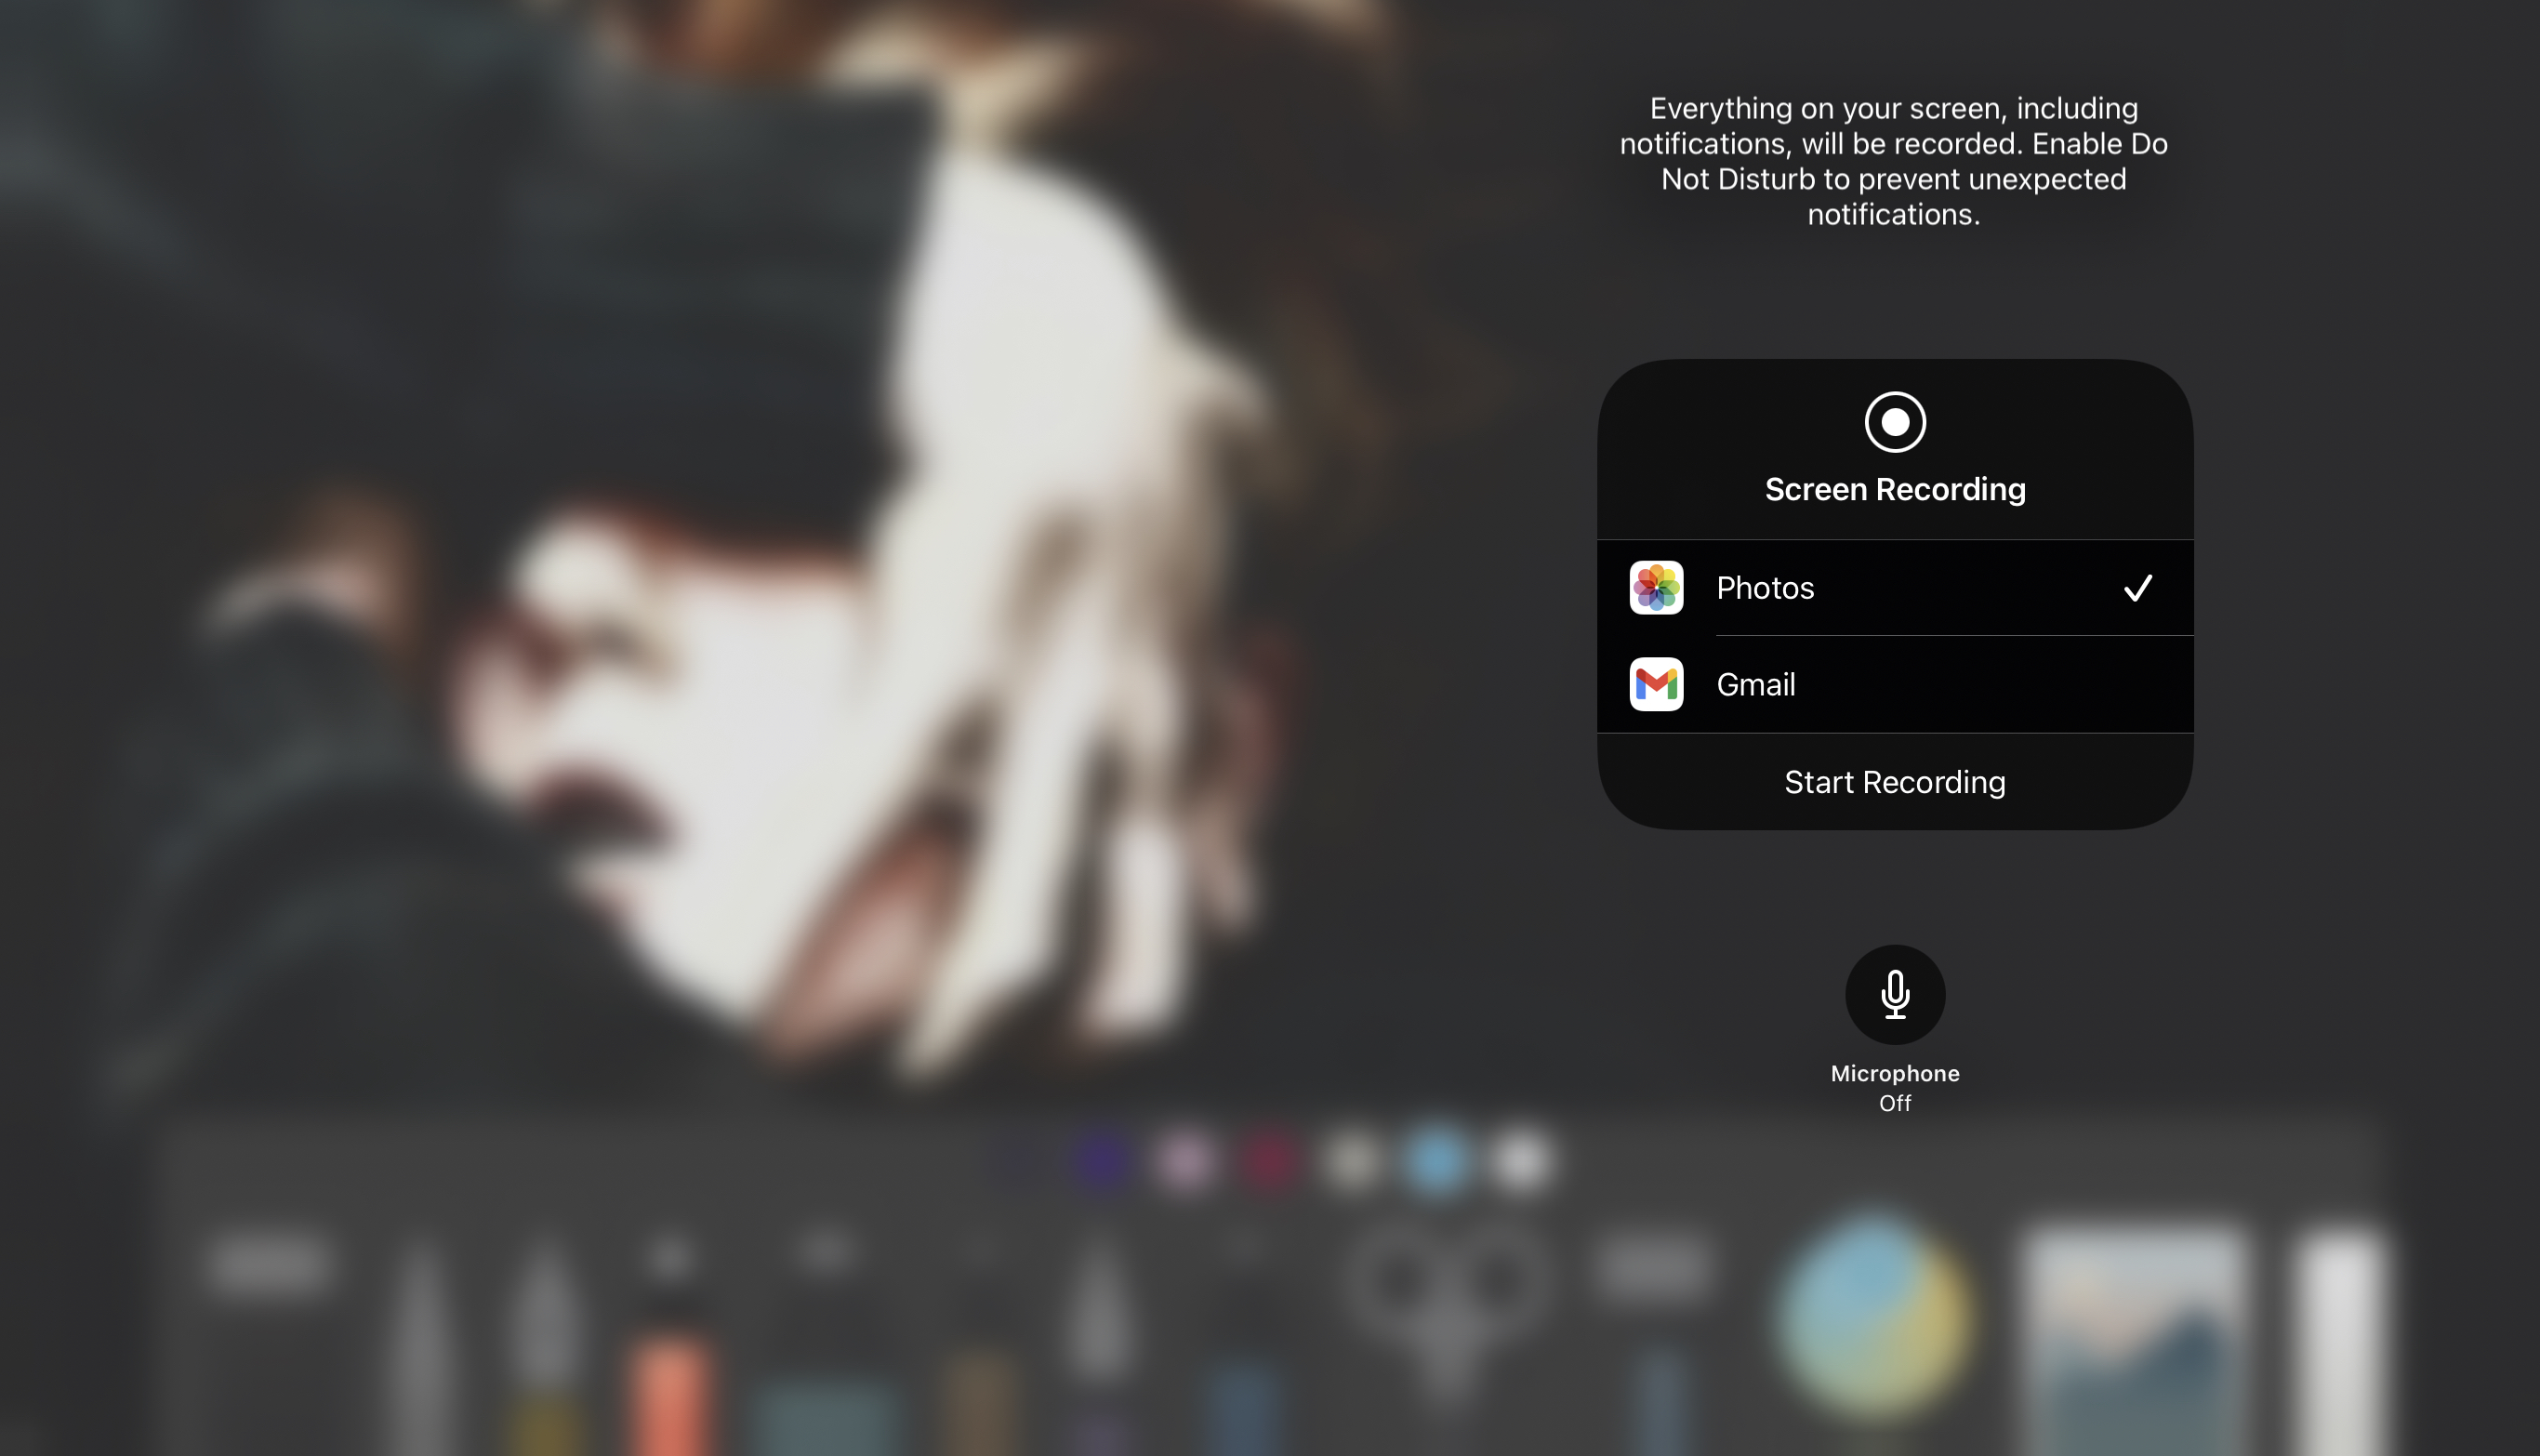 Everything on your screen, including
notifications, will be recorded. Enable Do
Not Disturb to prevent unexpected
notifications.
Screen Recording
Photos
Gmail
Start Recording
Microphone
Off